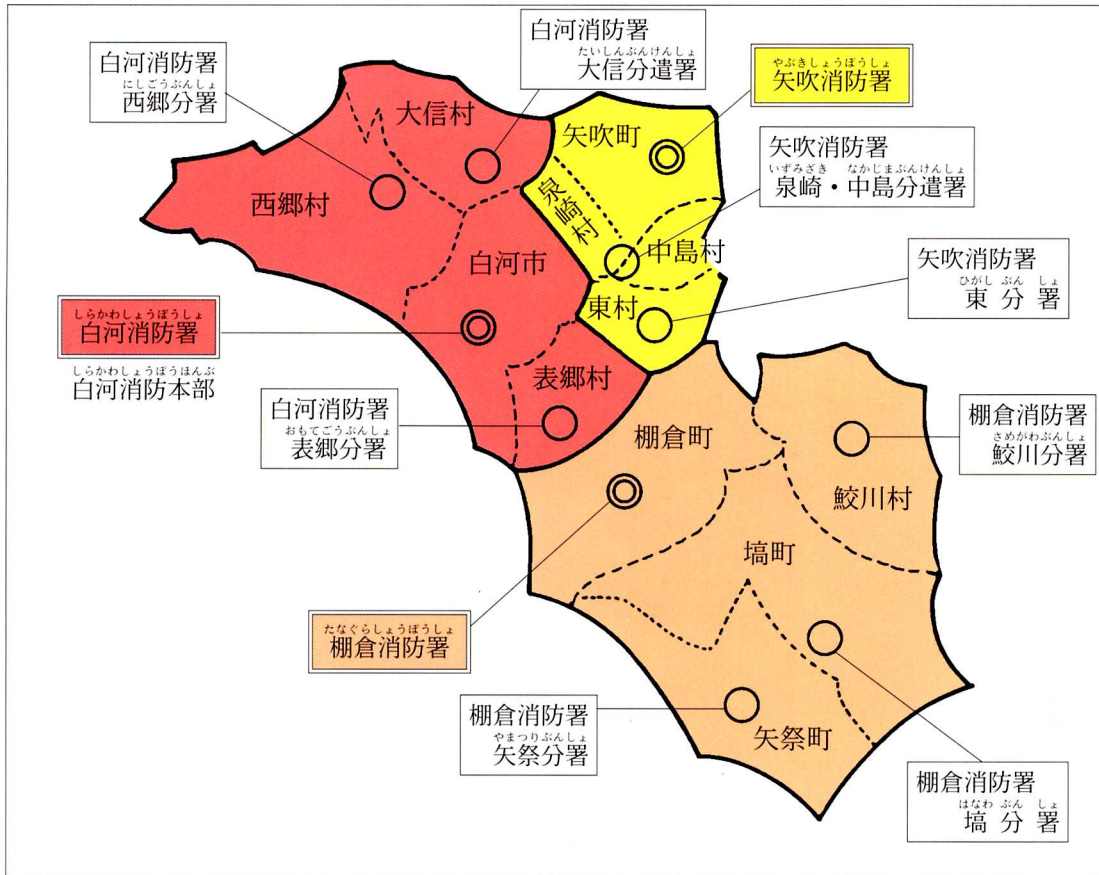 白河消防署
にしごうぶんしょ
西郷分署
白河消防署
たいしんぶんけんしょ
大信分遣署
やぶきしょうぼうしょ
矢吹消防署
矢吹消防署
いずみざき　なかじまぶんけんしょ
泉崎・中島分遣署
矢吹消防署
ひがし ぶん しょ
東分署
大信村
矢吹町
西郷村
泉崎村
中島村
白河市
東村
しらかわしょうぼうしょ
白河消防署
しらかわしょうぼうほんぶ
白河消防本部
表郷村
白河消防署
おもてごうぶんしょ
表郷分署
棚倉町
棚倉消防署
さめがわぶんしょ
鮫川分署
鮫川村
塙町
たなぐらしょうぼうしょ
棚倉消防署
棚倉消防署
やまつりぶんしょ
矢祭分署
矢祭町
棚倉消防署
はなわ ぶん しょ
塙分署